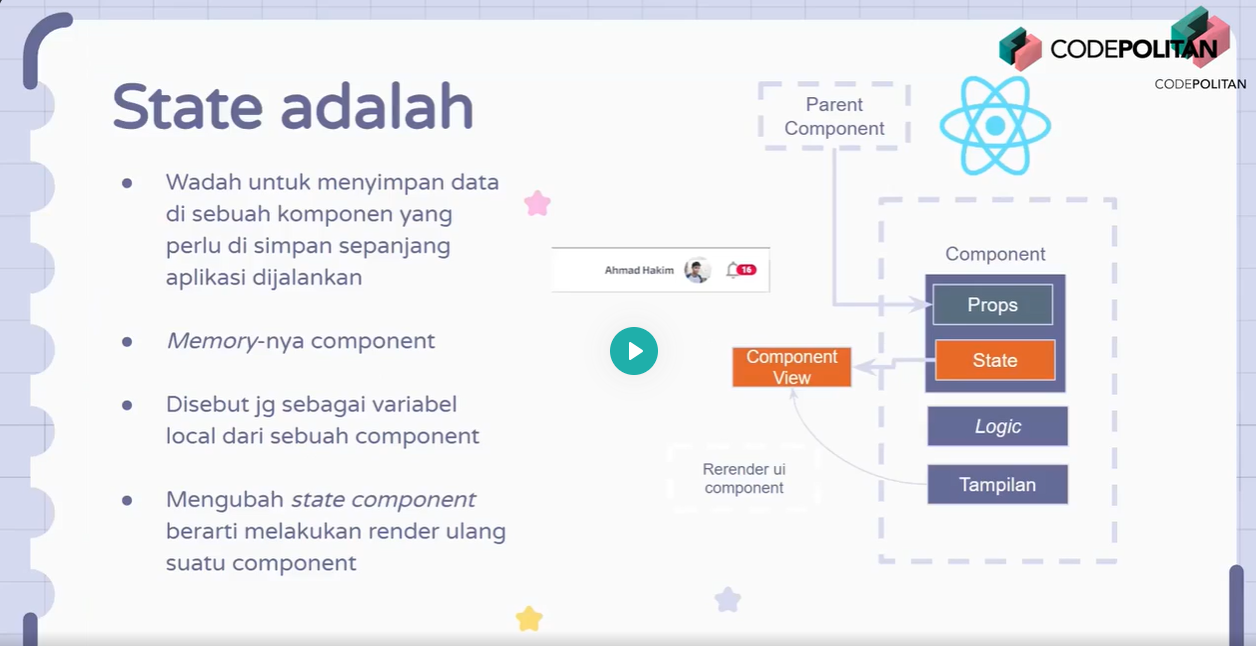 CODEPOLITAN
CODEPOLITAN
State adalah
Wadah untuk menyimpan data
di sebuah komponen yang
perlu di simpan sepanjang
aplikasi dijalankan
Memory-nya component
Disebut jg sebagai variabel
local dari sebuah component
Mengubah state component
berarti melakukan render ulang
suatu component
Ahmad Hakim
16
Parent
Component
Component
Props
State
Logic
Tampilan
Component
View
Rerender ui
component